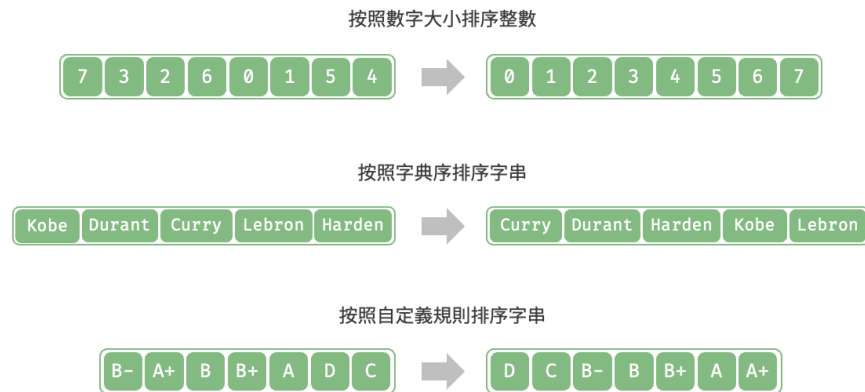 按照數字大小排序整數
7 3 2 6 0 1 5 4 0 1 2 3 4 5 6 7
按照字典序排序字串
Kobe Durant Curry Lebron Harden Curry Durant Harden Kobe Lebron
按照自定義規則排序字串
B- A+ B B+ A D C D C B- B B+ A A+